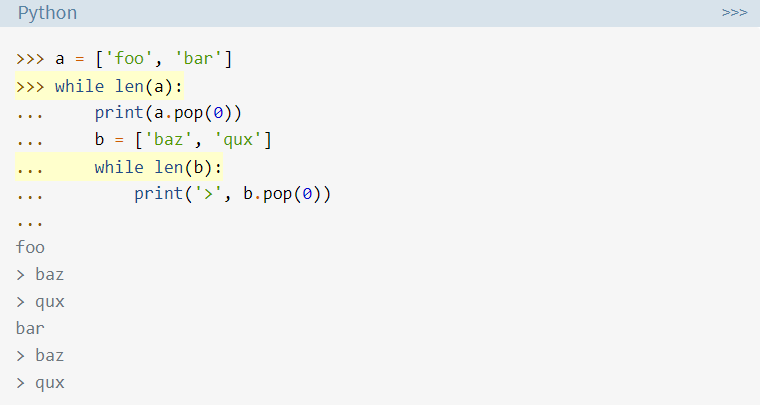 Python >>>
>>> a = ['foo', 'bar']
>>> while len(a):
...     print(a.pop(0))
...     b = ['baz', 'qux']
...     while len(b):
...         print('>', b.pop(0))
...
foo
> baz
> qux
bar
> baz
> qux